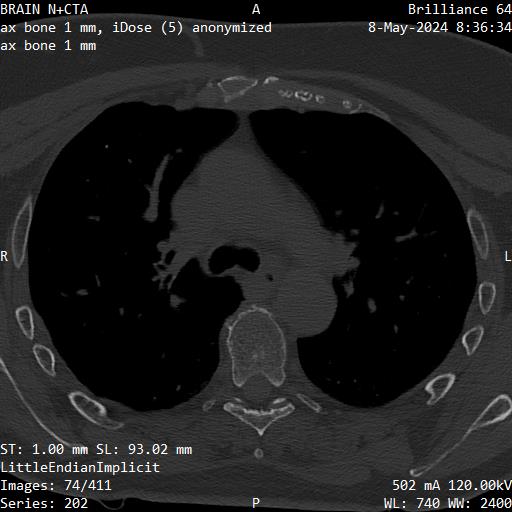 BRAIN N+CTA A Brilliance 64
ax bone 1 mm, iDose (5) anonymized 8-May-2024 8:36:34
ax bone 1 mm
R L
ST: 1.00 mm SL: 93.02 mm
LittleEndianImplicit
Images: 74/411 502 mA 120.00kV
Series: 202 P WL: 740 WW: 2400